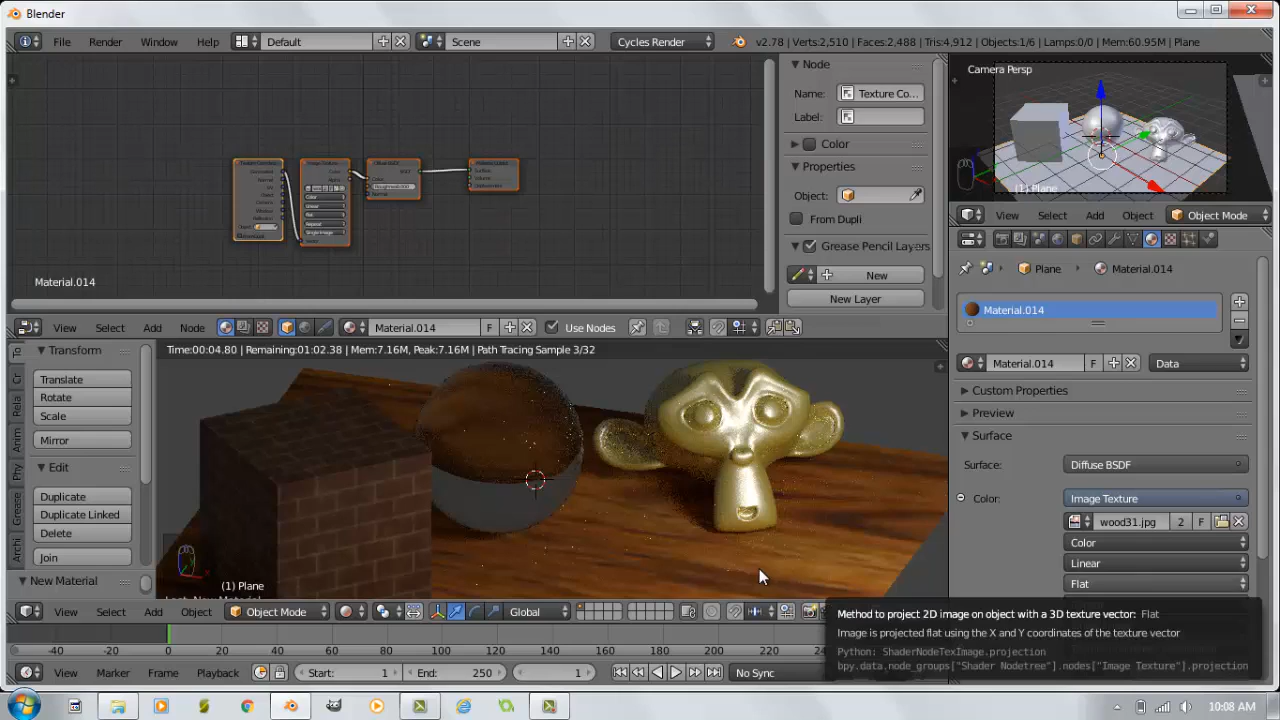 Blender
File Render Window Help Default Scene Cycles Render v2.78 | Verts:2,510 | Faces:2,488 | Tris:4,912 | Objects:1/6 | Lamps:0/0 | Mem:60.95M | Plane
Node
Name: Texture Co...
Label:
Color
Properties
Object:
From Dupli
Grease Pencil Layers
New
New Layer
Material.014
View Select Add Node Material.014 F Use Nodes
Camera Persp
(1) Plane
View Select Add Object Object Mode
Plane Material.014
Material.014
Material.014 F Data
Custom Properties
Preview
Surface
Surface: Diffuse BSDF
Color: Image Texture
wood31.jpg 2 F
Color
Linear
Flat
Transform
Translate
Rotate
Scale
Mirror
Edit
Duplicate
Duplicate Linked
Delete
Join
New Material
Time:00:04.80 | Remaining:01:02.38 | Mem:7.16M, Peak:7.16M | Path Tracing Sample 3/32
(1) Plane
View Select Add Object Object Mode Global
Method to project 2D image on object with a 3D texture vector: Flat
Image is projected flat using the X and Y coordinates of the texture vector
Python: ShaderNodeTexImage.projection
bpy.data.node_groups["Shader Nodetree"].nodes["Image Texture"].projection
-40 -20 0 20 40 60 80 100 120 140 160 180 200 220
View Marker Frame Playback Start: 1 End: 250 1 No Sync
10:08 AM